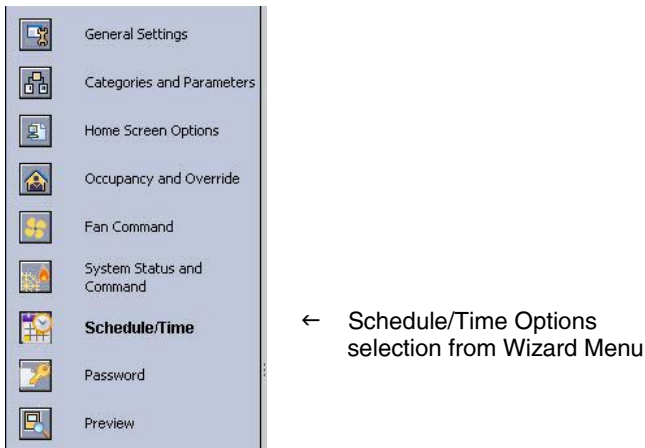 General Settings
Categories and Parameters
Home Screen Options
Occupancy and Override
Fan Command
System Status and
Command
Schedule/Time
← Schedule/Time Options
selection from Wizard Menu
Password
Preview